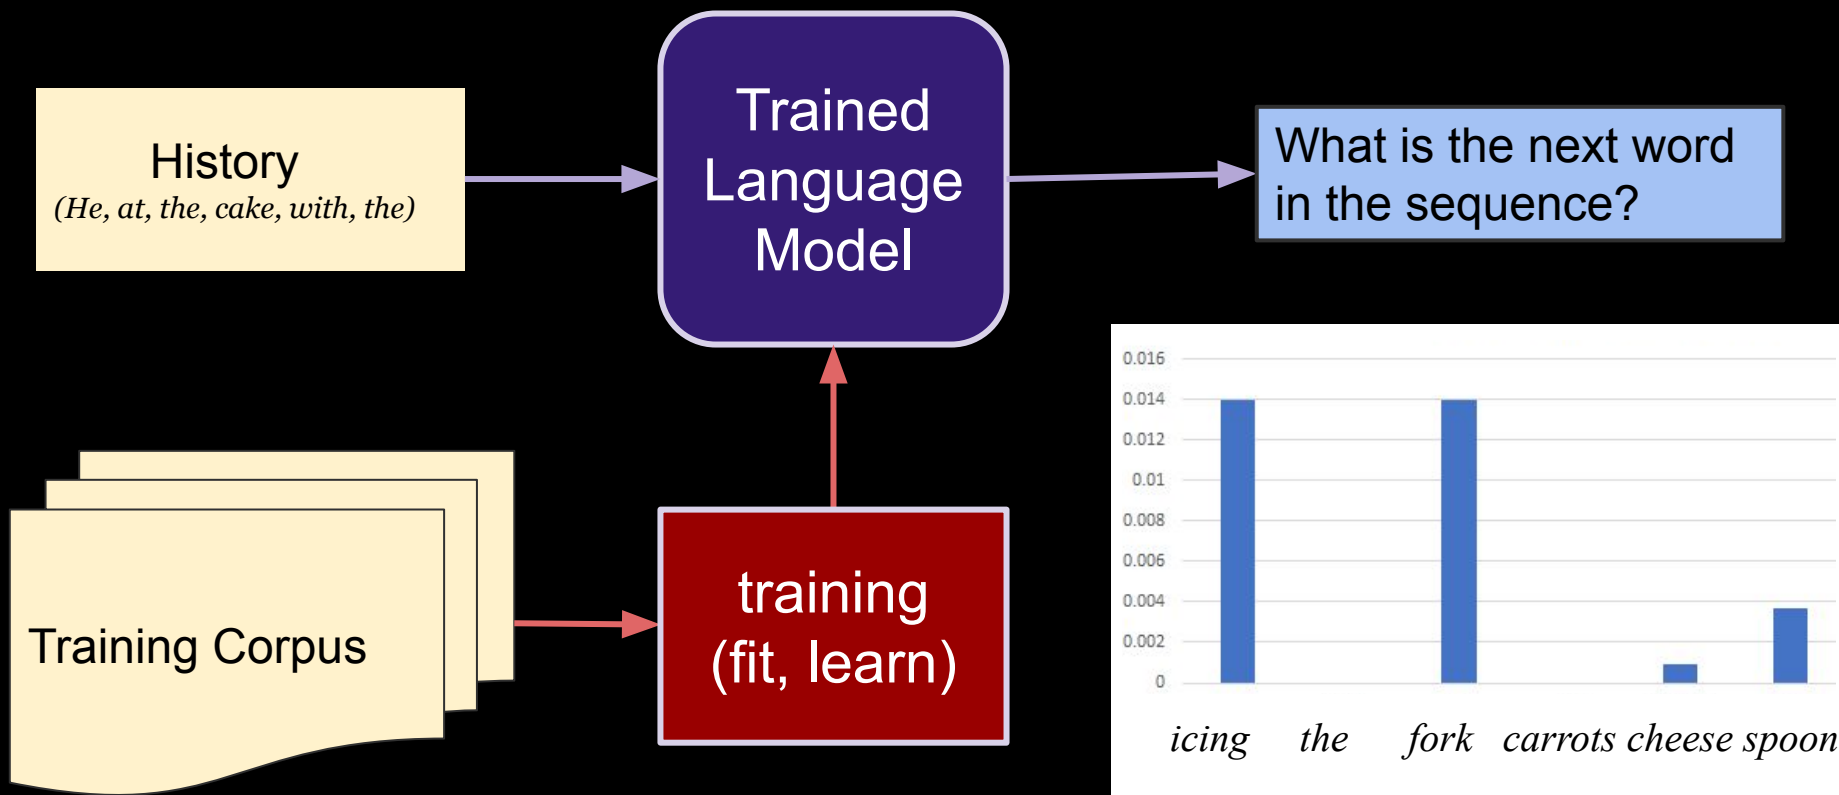 History
(He, at, the, cake, with, the)
Trained
Language
Model
What is the next word
in the sequence?
Training Corpus
training
(fit, learn)
0.016
0.014
0.012
0.01
0.008
0.006
0.004
0.002
0
icing the fork carrots cheese spoon